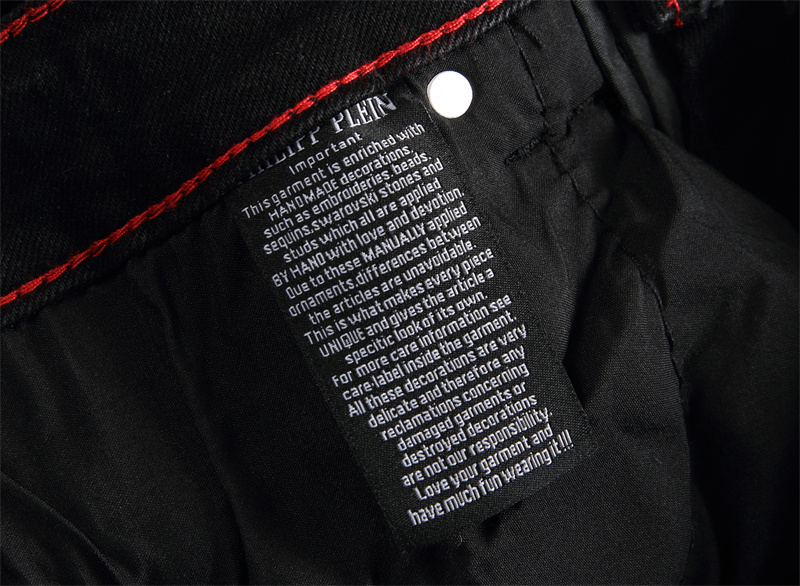 PHILIPP PLEIN
Important
This garment is enriched with
HANDMADE decorations,
such as embroideries, beads,
sequins, swarovski stones and
studs which all are applied
BY HAND with love and devotion.
Due to these MANUALLY applied
ornaments differences between
the articles are unavoidable.
This is what makes every piece
UNIQUE and gives the article a
specific look of its own.
For more care information see
care-label inside the garment.
All these decorations are very
delicate and therefore any
reclamations concerning
damaged garments or
destroyed decorations
are not our responsibility.
Love your garment and
have much fun wearing it!!!